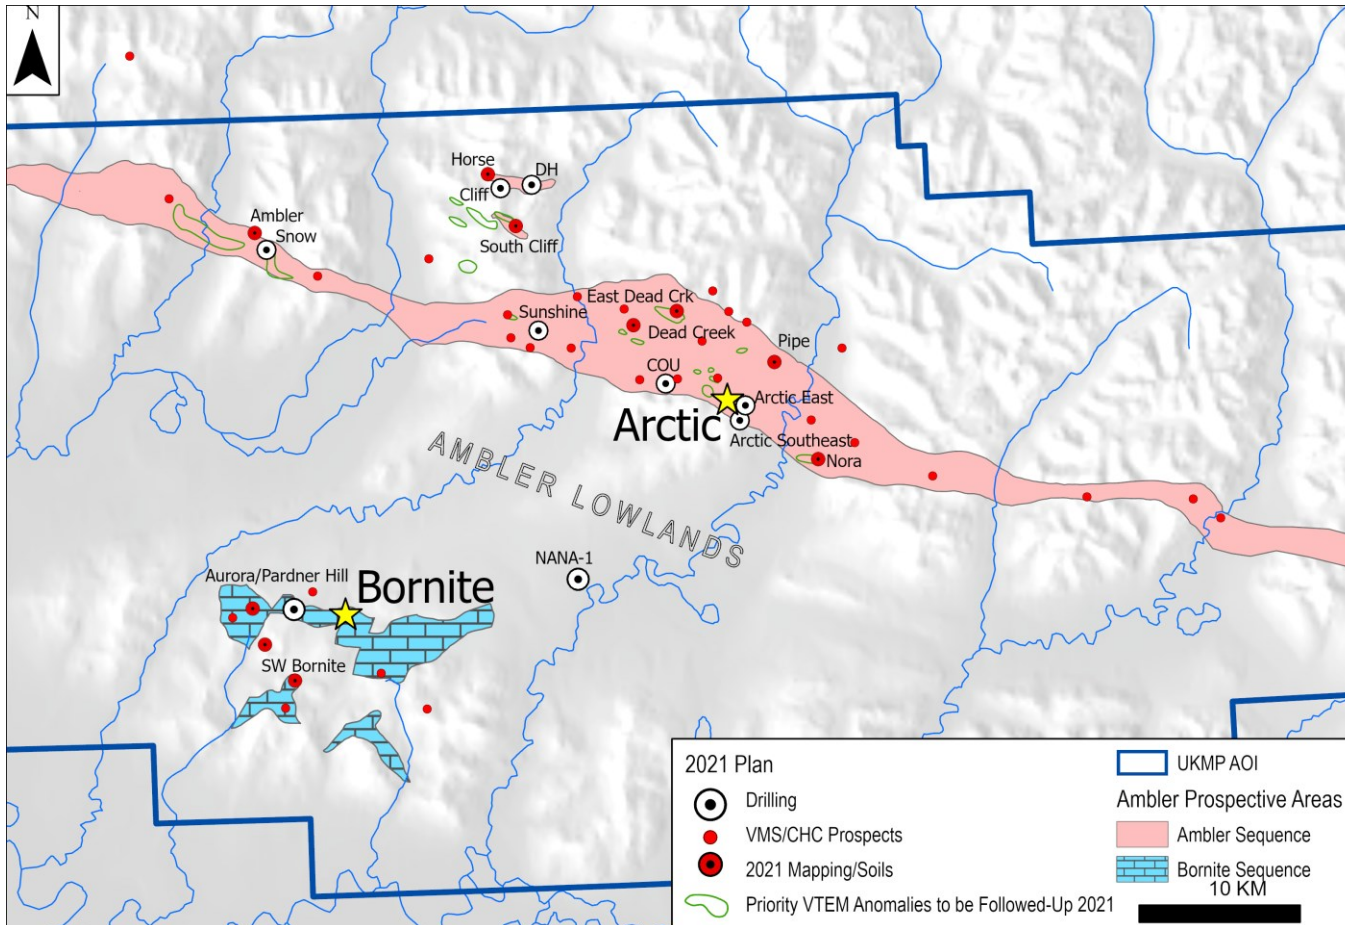 N
Horse
DH
Cliff
South Cliff
Ambler
Snow
East Dead Crk
Sunshine
Dead Creek
Pipe
COU
Arctic East
Arctic
Arctic Southeast
Nora
AMBLER LOWLANDS
NANA-1
Aurora/Pardner Hill
Bornite
SW Bornite
2021 Plan
Drilling
VMS/CHC Prospects
2021 Mapping/Soils
Priority VTEM Anomalies to be Followed-Up 2021
UKMP AOI
Ambler Prospective Areas
Ambler Sequence
Bornite Sequence
10 KM